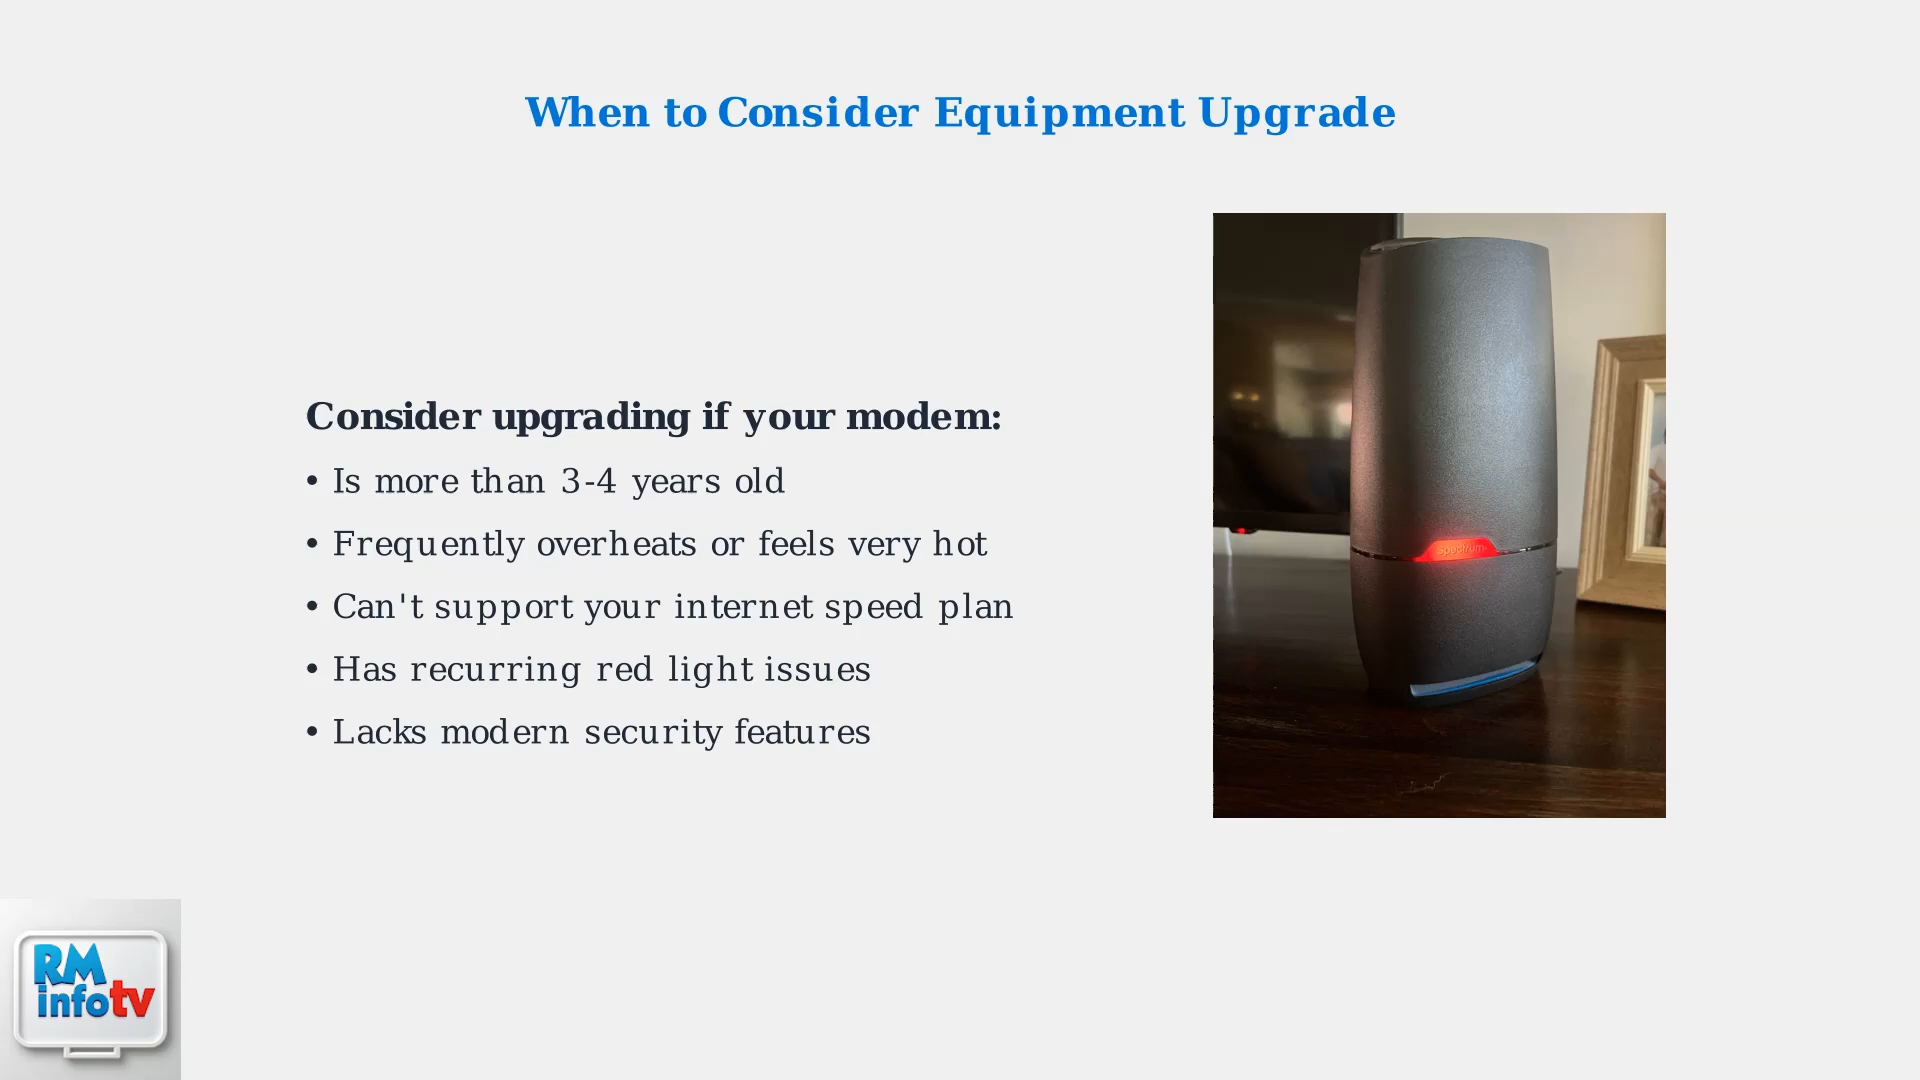 When to Consider Equipment Upgrade
Consider upgrading if your modem:
• Is more than 3-4 years old
• Frequently overheats or feels very hot
• Can't support your internet speed plan
• Has recurring red light issues
• Lacks modern security features
Spectrum
RM
infotv